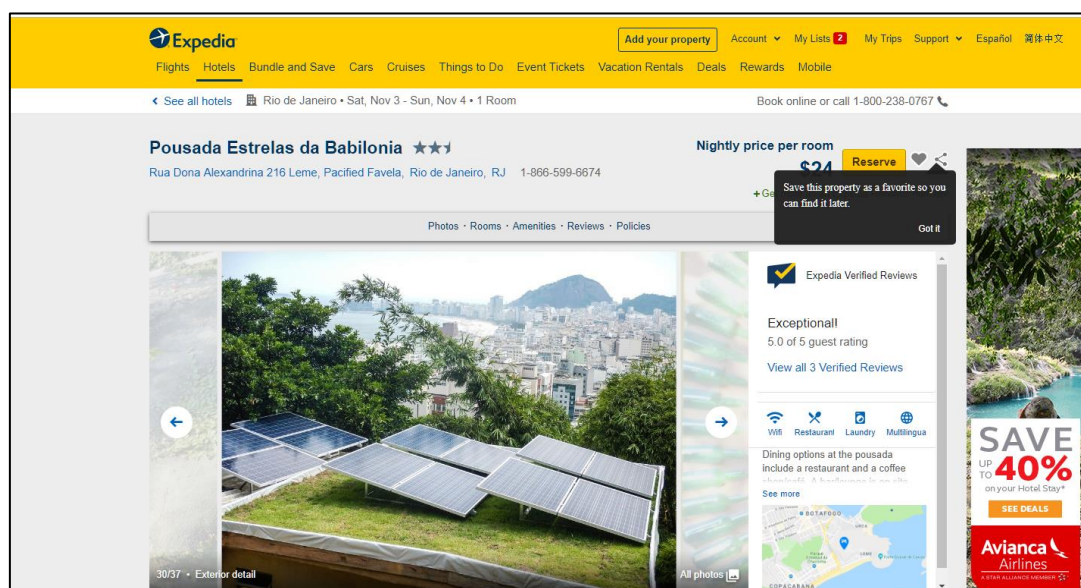 Expedia
Add your property
Account
My Lists 2
My Trips
Support
Español
简体中文
Flights
Hotels
Bundle and Save
Cars
Cruises
Things to Do
Event Tickets
Vacation Rentals
Deals
Rewards
Mobile
See all hotels
Rio de Janeiro • Sat, Nov 3 - Sun, Nov 4 • 1 Room
Book online or call 1-800-238-0767
Pousada Estrelas da Babilonia
Rua Dona Alexandrina 216 Leme, Pacified Favela, Rio de Janeiro, RJ 1-866-599-6674
Nightly price per room
$24
Reserve
Save this property as a favorite so you
can find it later.
Got it
Photos · Rooms · Amenities · Reviews · Policies
Expedia Verified Reviews
Exceptional!
5.0 of 5 guest rating
View all 3 Verified Reviews
Wifi
Restaurant
Laundry
Multilingua
Dining options at the pousada
include a restaurant and a coffee
See more
BOTAFOGO
URCA
LEME
COPACABANA
30/37 • Exterior detail
All photos
SAVE
UP
TO 40%
on your Hotel Stay*
SEE DEALS
Avianca
Airlines
A STAR ALLIANCE MEMBER